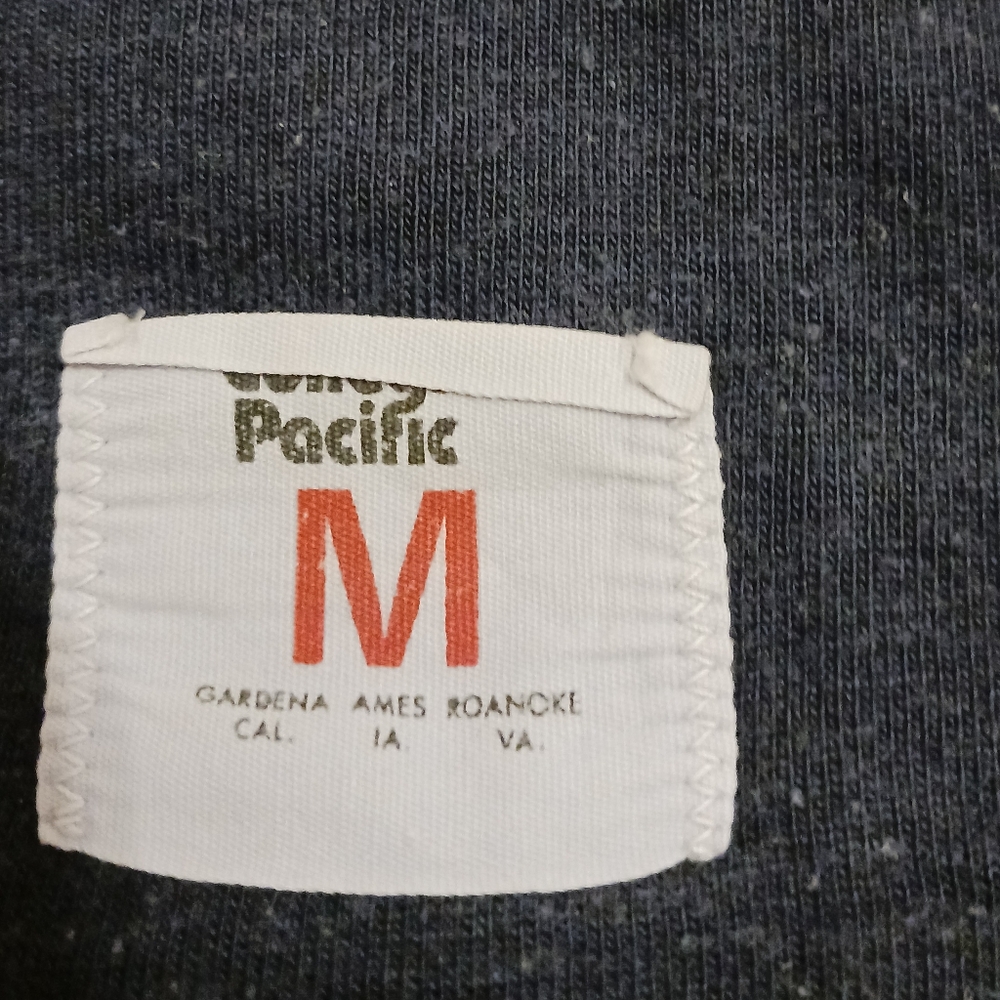 Pacific
M
GARDENA AMES ROANOKE
CAL. IA. VA.